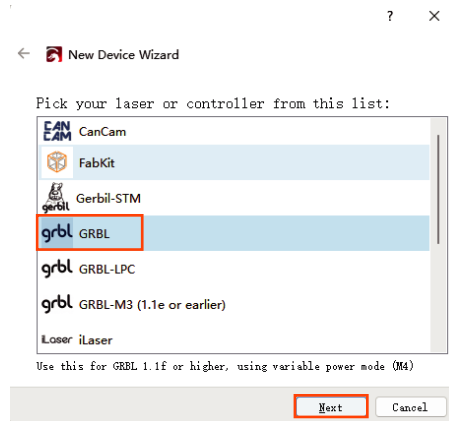 ? ×
← New Device Wizard
Pick your laser or controller from this list:
CAN CAM CanCam
FabKit
gerbil Gerbil-STM
grbl GRBL
grbl GRBL-LPC
grbl GRBL-M3 (1.1e or earlier)
iLaser iLaser
Use this for GRBL 1.1f or higher, using variable power mode (M4)
Next Cancel